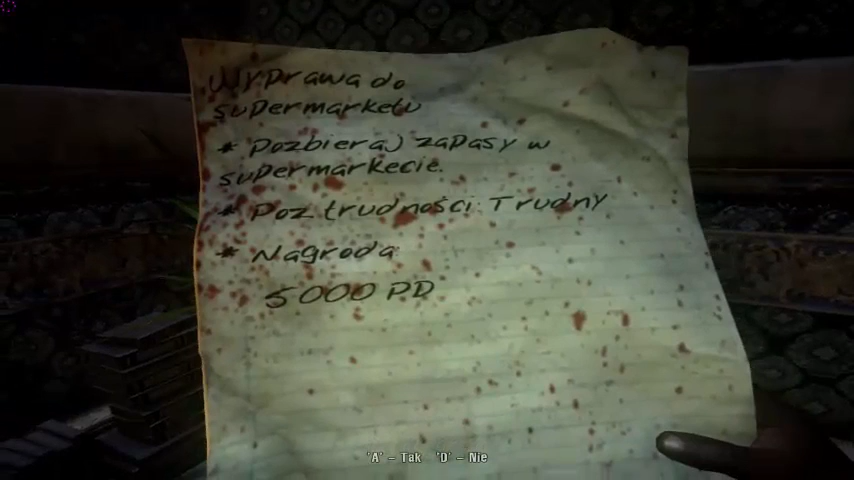 Wyprawa do
supermarketu
* Pozbieraj zapasy w
supermarkecie.
* Poz trudności: Trudny
* Nagroda
5000 PD
'A' - Tak 'D' - Nie